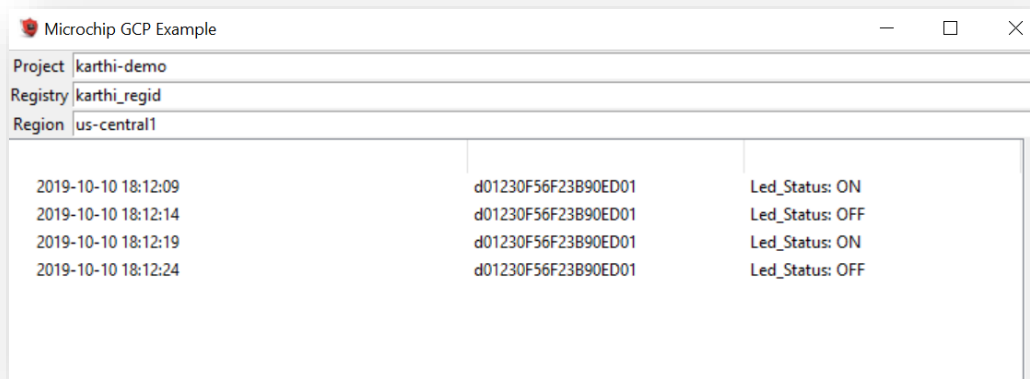 Microchip GCP Example
Project karthi-demo
Registry karthi_regid
Region us-central1
2019-10-10 18:12:09 d01230F56F23B90ED01 Led_Status: ON
2019-10-10 18:12:14 d01230F56F23B90ED01 Led_Status: OFF
2019-10-10 18:12:19 d01230F56F23B90ED01 Led_Status: ON
2019-10-10 18:12:24 d01230F56F23B90ED01 Led_Status: OFF